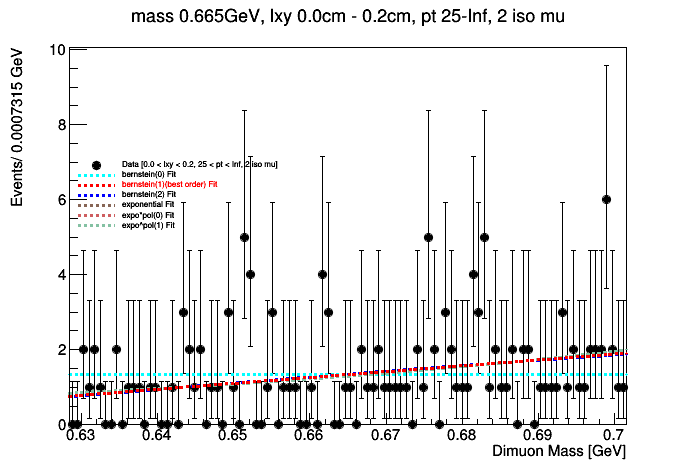 mass 0.665GeV, lxy 0.0cm - 0.2cm, pt 25-Inf, 2 iso mu
Events/ 0.0007315 GeV
10
8
Data [0.0 < lxy < 0.2, 25 < pt < Inf, 2 iso mu]
bernstein(0) Fit
bernstein(1)(best order) Fit
bernstein(2) Fit
exponential Fit
expo*pol(0) Fit
expo*pol(1) Fit
6
4
2
0
0.63 0.64 0.65 0.66 0.67 0.68 0.69 0.7
Dimuon Mass [GeV]